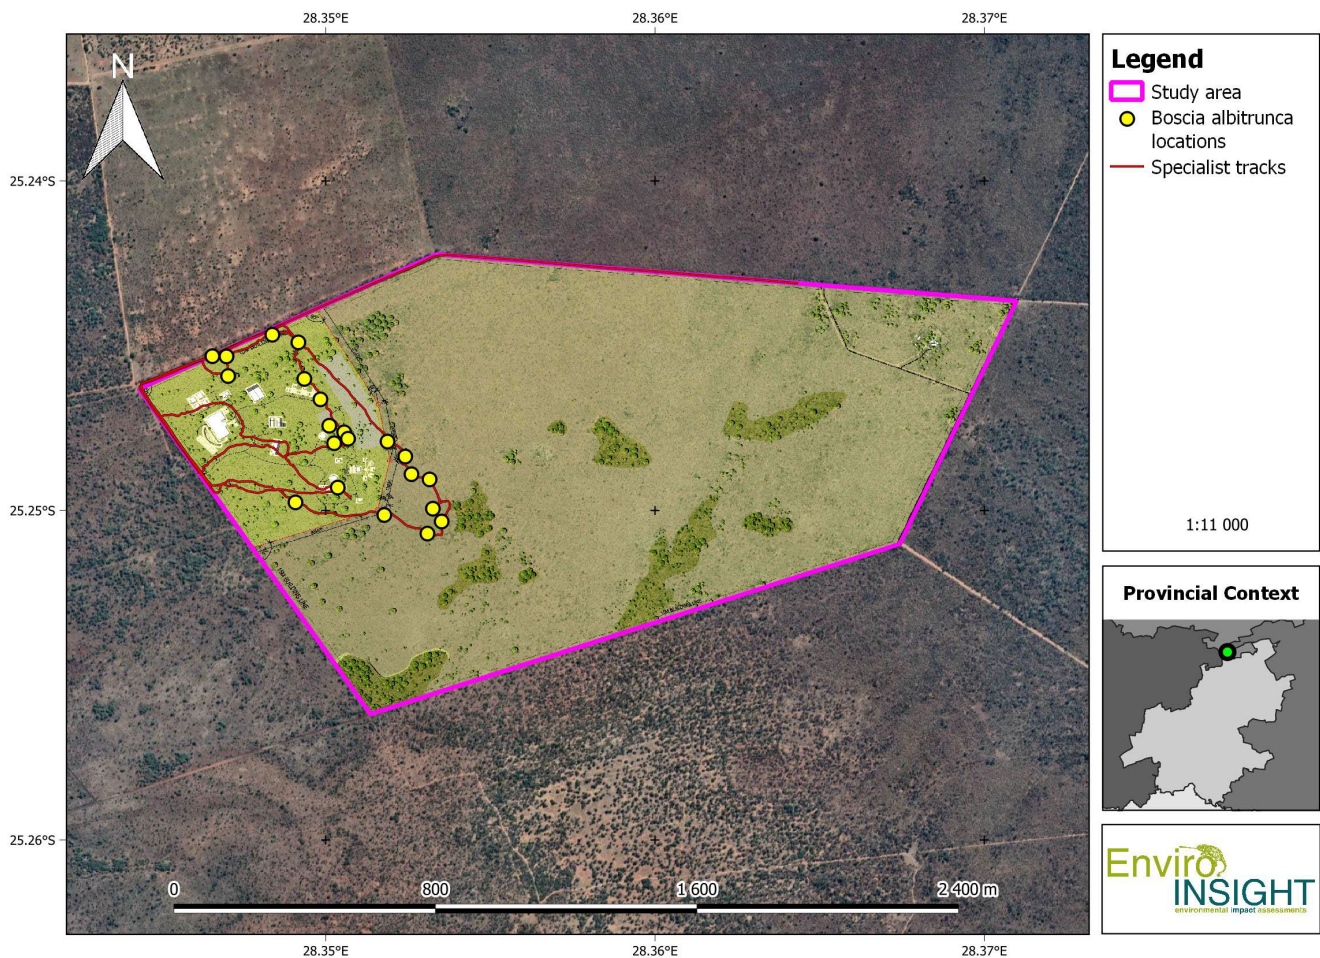 28.35°E 28.36°E 28.37°E
N
Legend
Study area
Boscia albitrunca
locations
Specialist tracks
25.24°S
25.25°S
1:11 000
Provincial Context
25.26°S
0 800 1 600 2 400 m
Enviro
INSIGHT
environmental impact assessments
28.35°E 28.36°E 28.37°E